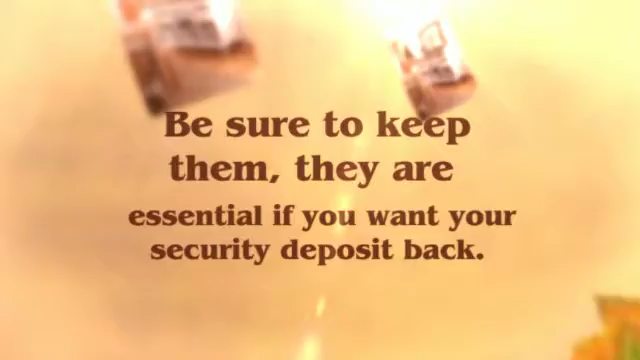 Be sure to keep
them, they are
essential if you want your
security deposit back.